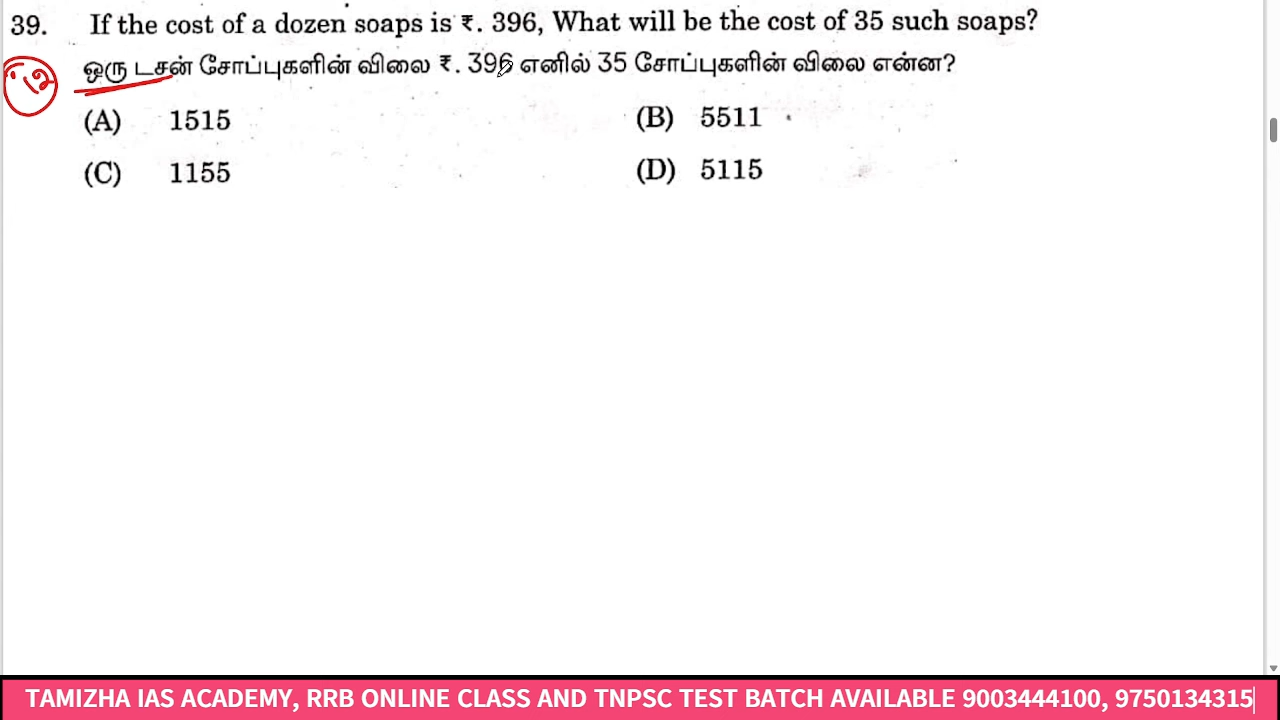 39. If the cost of a dozen soaps is ₹. 396, What will be the cost of 35 such soaps?
ஒரு டசன் சோப்புகளின் விலை ₹. 396 எனில் 35 சோப்புகளின் விலை என்ன?
(A) 1515 (B) 5511
(C) 1155 (D) 5115
TAMIZHA IAS ACADEMY, RRB ONLINE CLASS AND TNPSC TEST BATCH AVAILABLE 9003444100, 9750134315